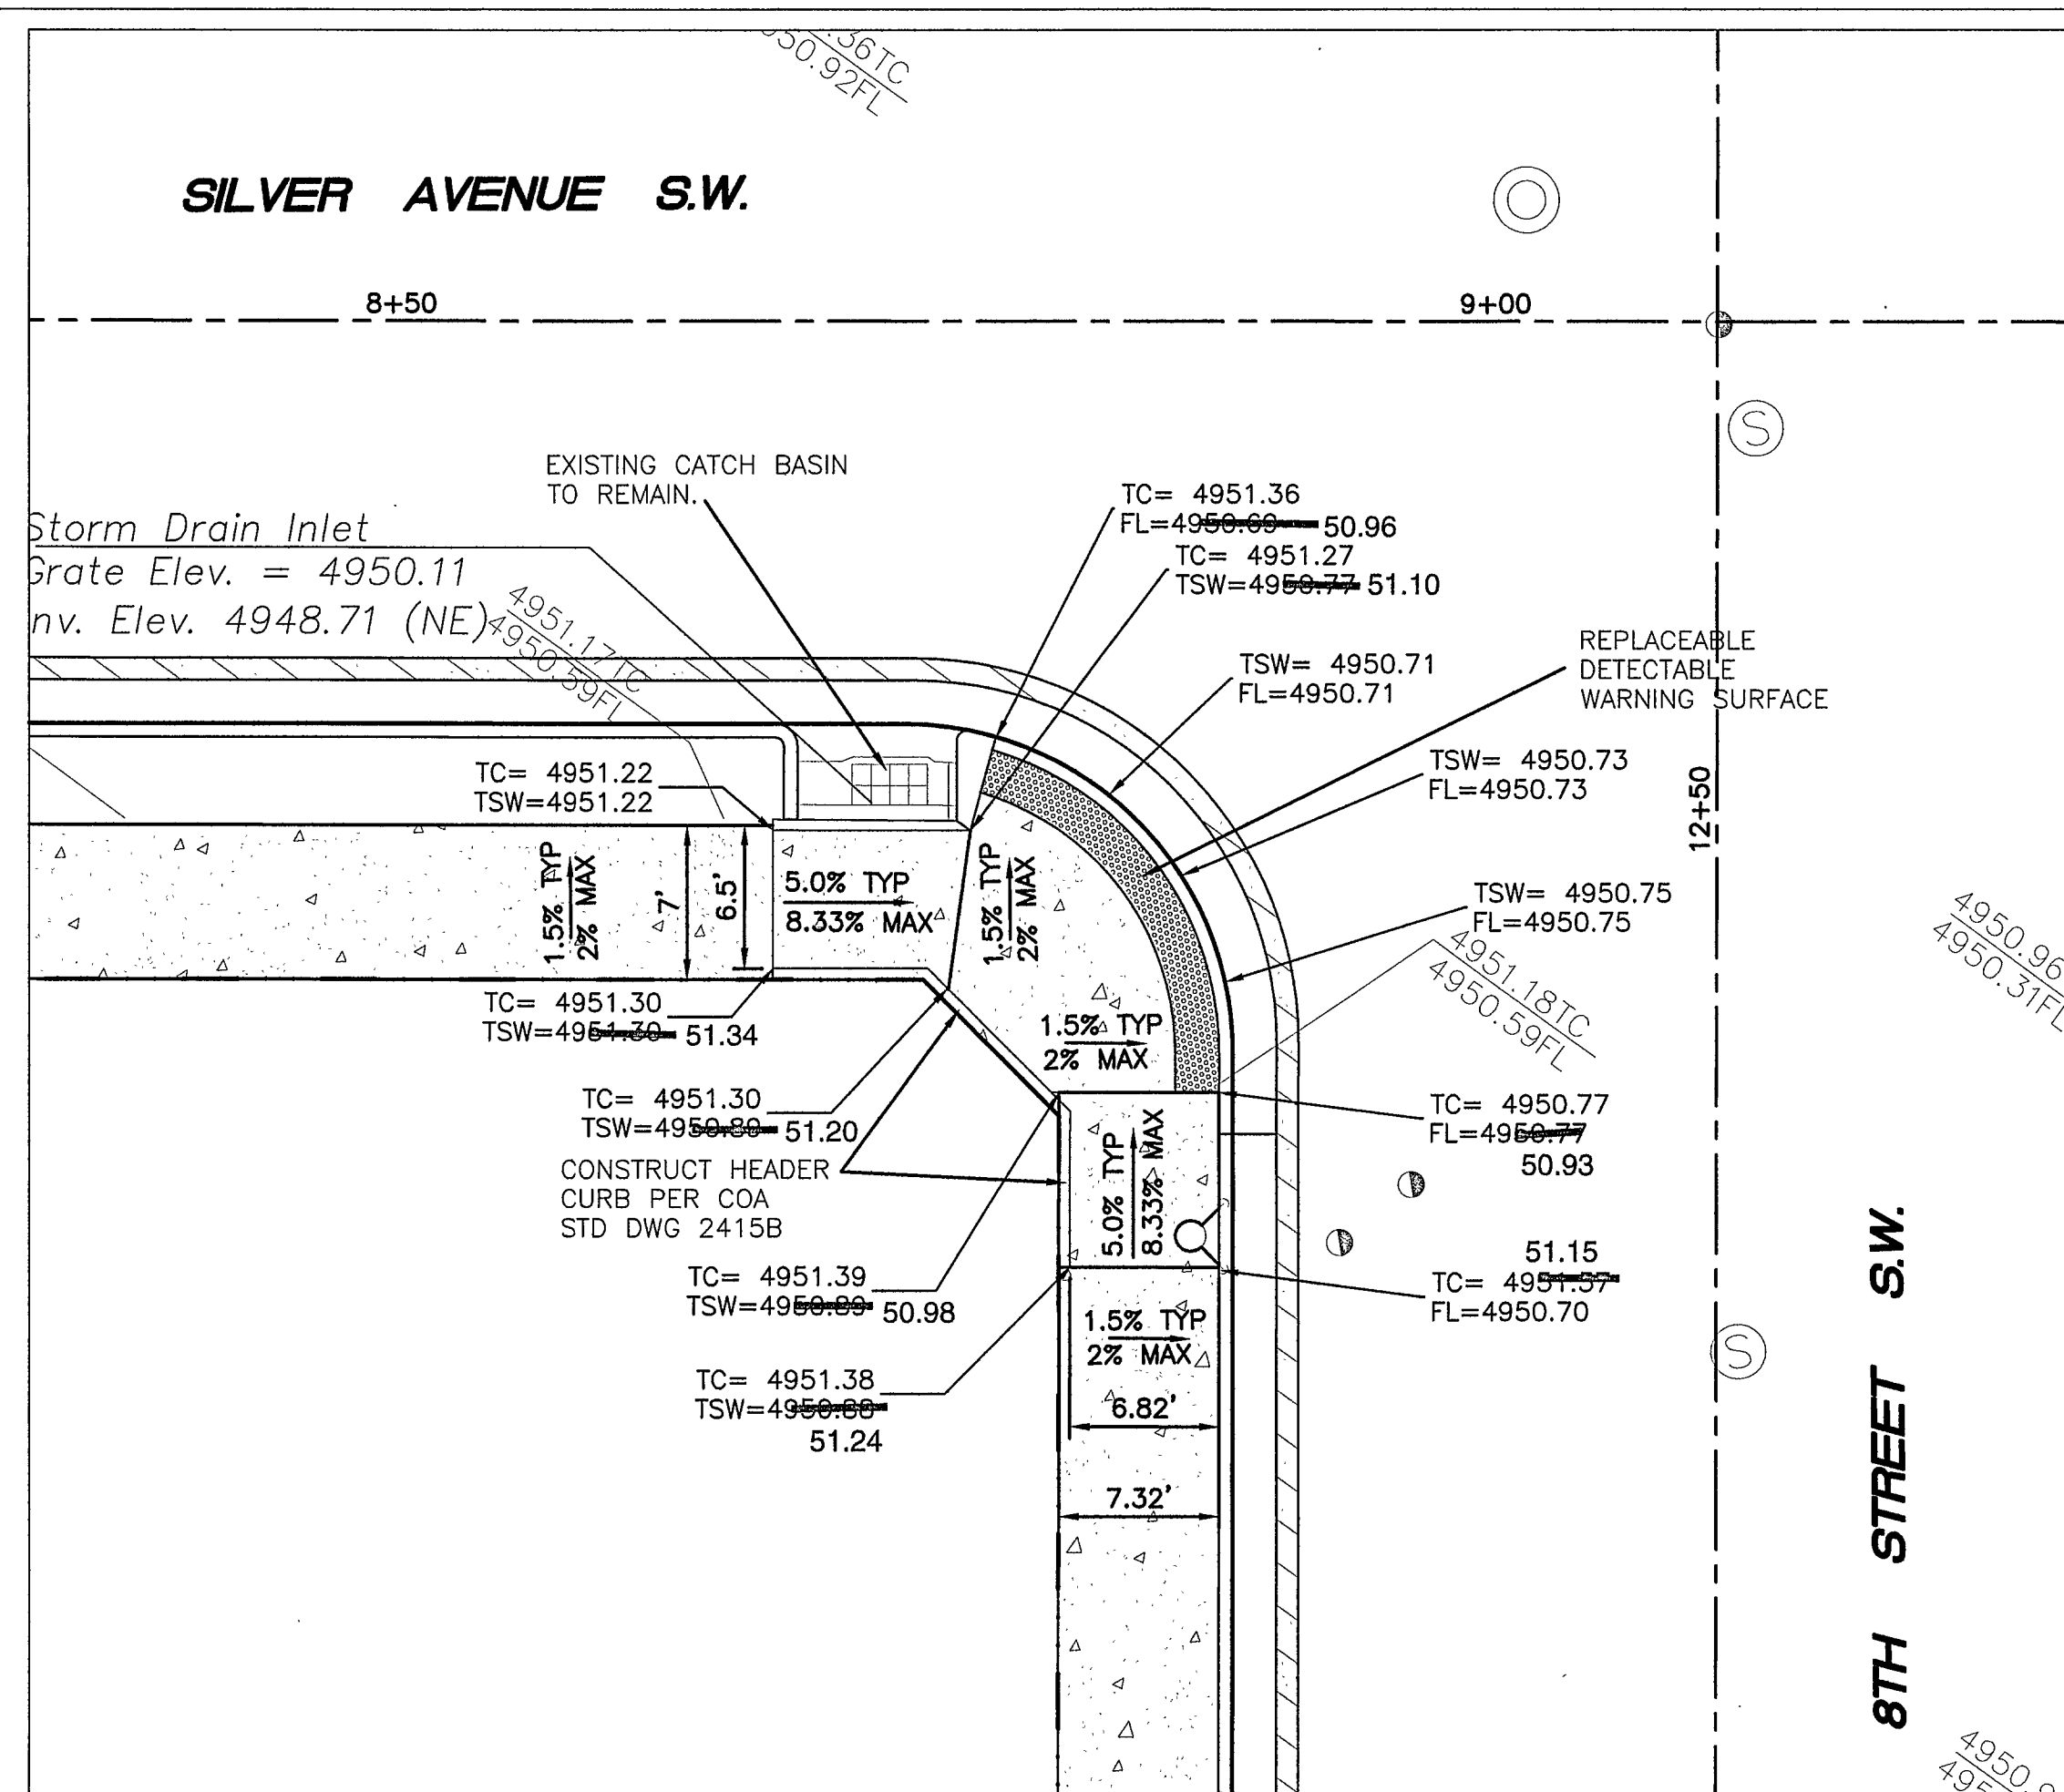 .36TC
950.92FL
SILVER AVENUE S.W.
8+50
9+00
EXISTING CATCH BASIN
TO REMAIN.
Storm Drain Inlet
Grate Elev. = 4950.11
nv. Elev. 4948.71 (NE)
4951.17TC
4950.59FL
TC= 4951.36
FL=4950.69 50.96
TC= 4951.27
TSW=4950.77 51.10
TSW= 4950.71
FL=4950.71
REPLACEABLE
DETECTABLE
WARNING SURFACE
TSW= 4950.73
FL=4950.73
12+50
TC= 4951.22
TSW=4951.22
1.5% TYP
2% MAX
7'
6.5'
5.0% TYP
8.33% MAX
1.5% TYP
2% MAX
TSW= 4950.75
FL=4950.75
4951.18TC
4950.59FL
4950.96
4950.31FL
TC= 4951.30
TSW=4951.30 51.34
1.5% TYP
2% MAX
TC= 4951.30
TSW=4950.80 51.20
CONSTRUCT HEADER
CURB PER COA
STD DWG 2415B
5.0% TYP
8.33% MAX
TC= 4950.77
FL=4950.77
50.93
TC= 4951.39
TSW=4950.89 50.98
51.15
TC= 4951.37
FL=4950.70
1.5% TYP
2% MAX
TC= 4951.38
TSW=4950.88
51.24
6.82'
7.32'
8TH STREET S.W.
S
S